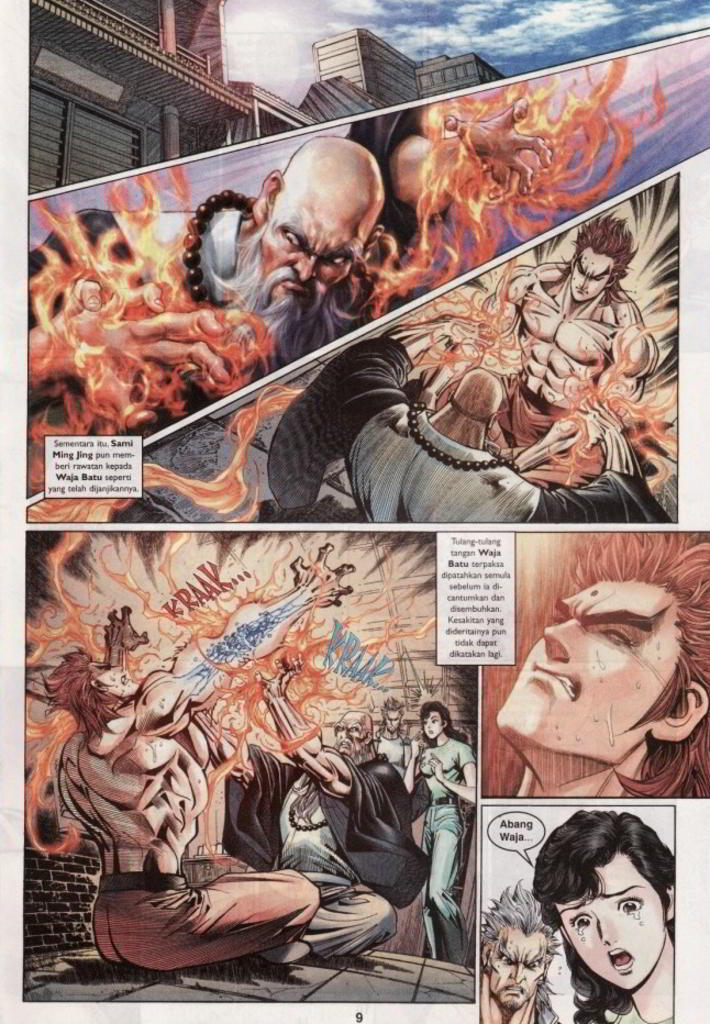 Sementara itu, Sami
Ming Jing pun mem-
beri rawatan kepada
Waja Batu seperti
yang telah dijanjikannya.
Tulang-tulang
tangan Waja
Batu terpaksa
dipatahkan semula
sebelum ia di-
cantumkan dan
disembuhkan.
Kesakitan yang
dideritainya pun
tidak dapat
dikatakan lagi.
KRAAK...
KRAAK...
Abang
Waja...
9